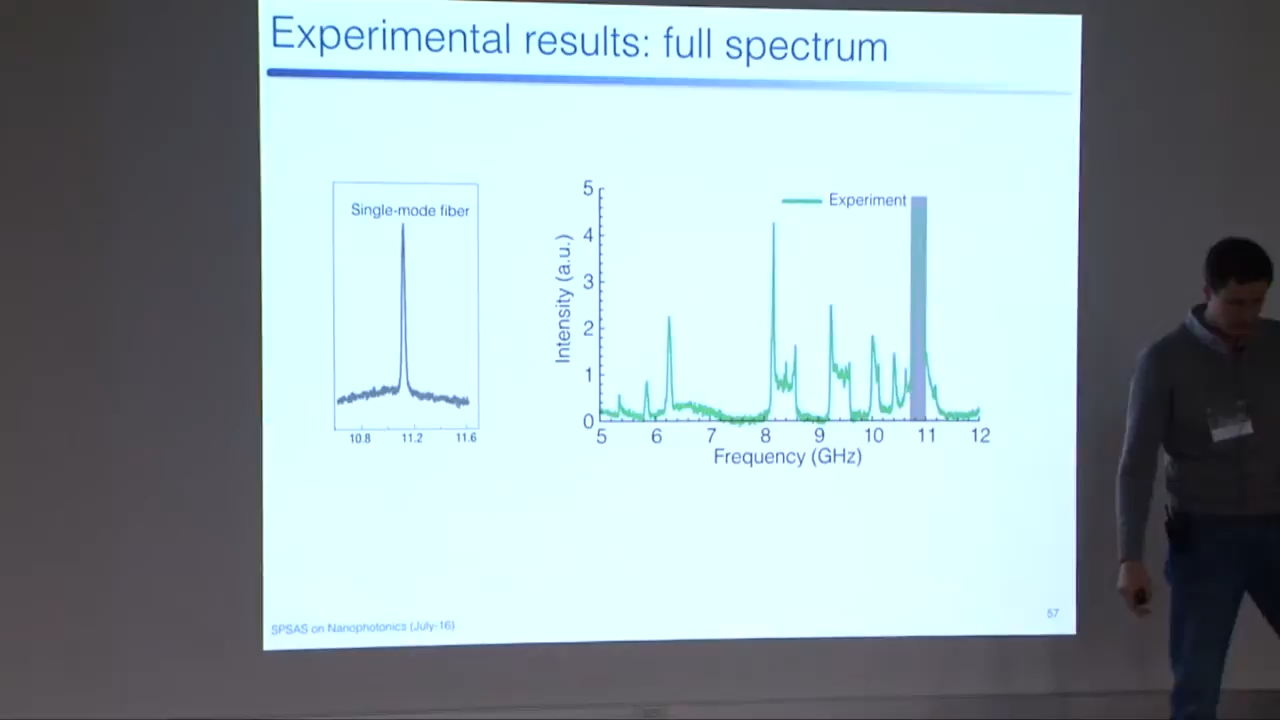 Experimental results: full spectrum
Single-mode fiber
10.8 11.2 11.6
Experiment
Intensity (a.u.)
5
4
3
2
1
0
5 6 7 8 9 10 11 12
Frequency (GHz)
SPSAS on Nanophotonics (July-16)
57